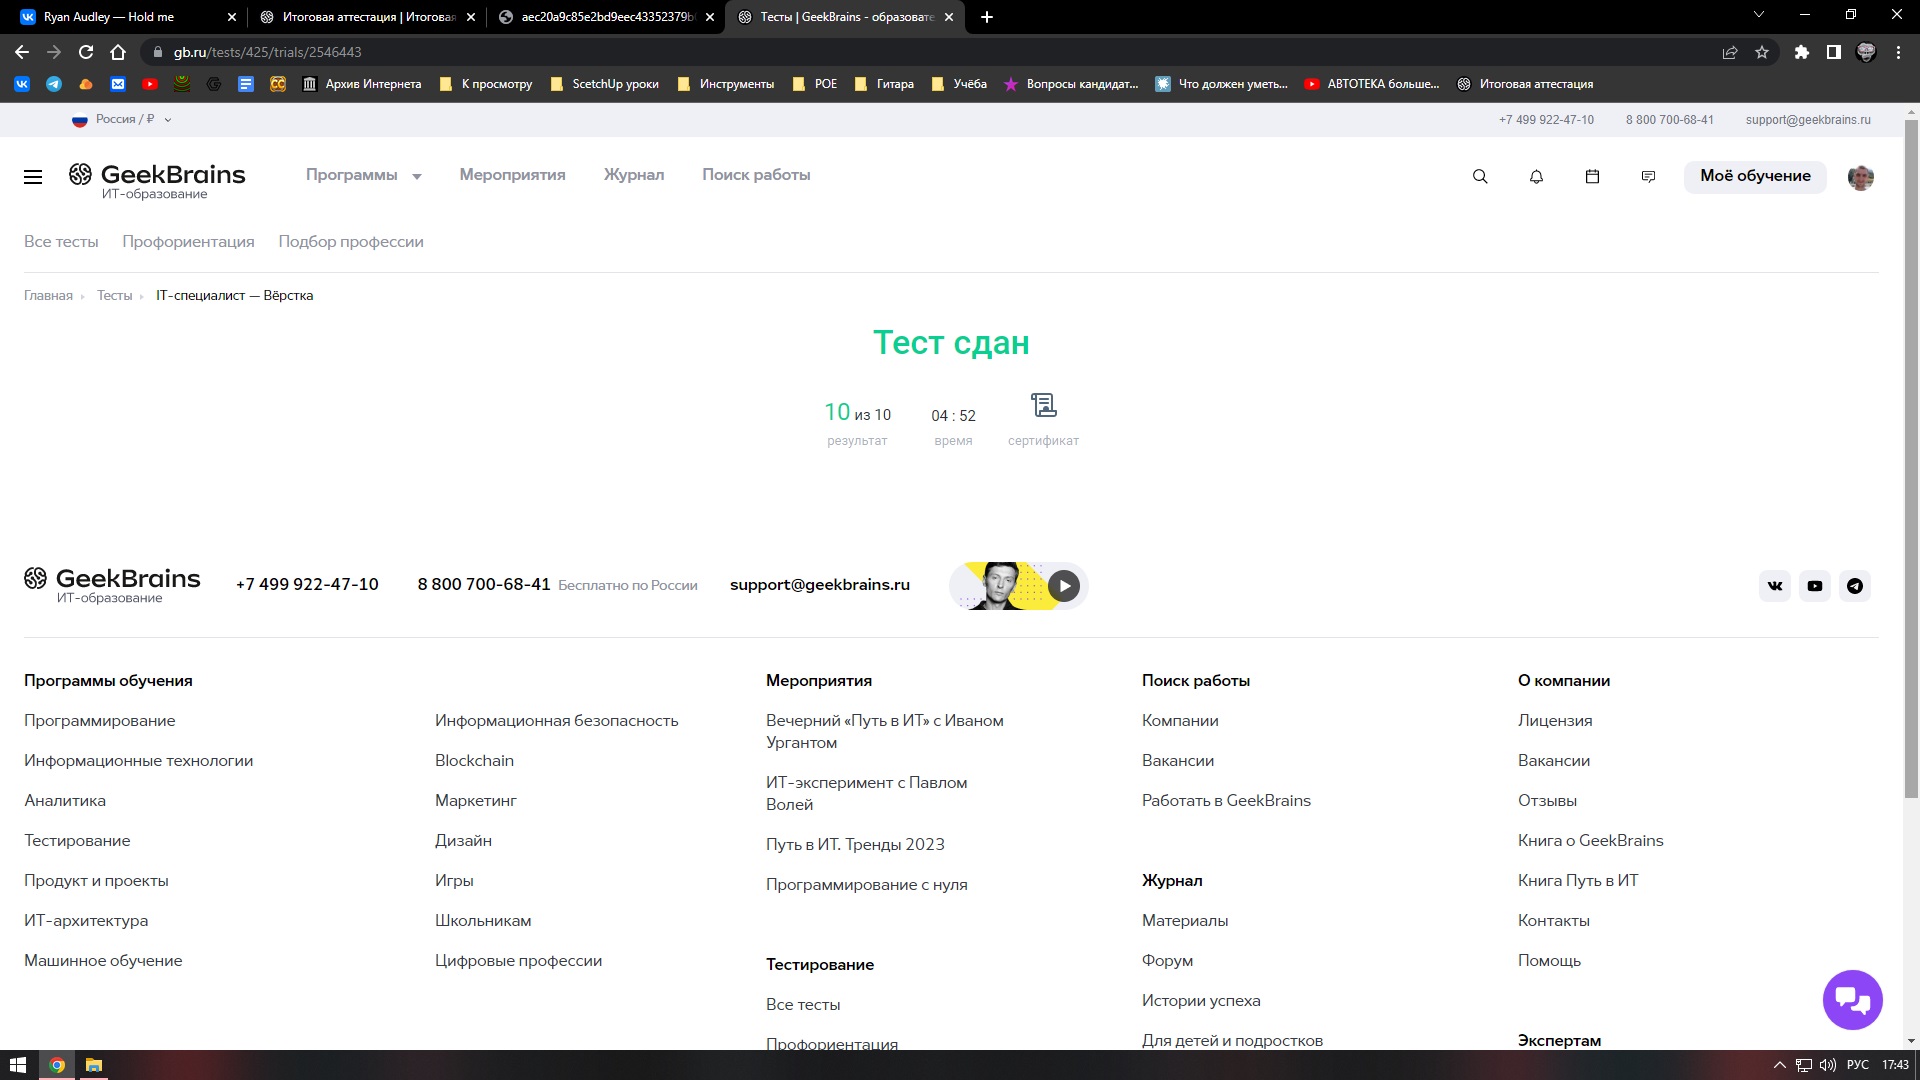 Ryan Audley — Hold me
Итоговая аттестация | Итоговая
aec20a9c85e2bd9eec43352379b
Тесты | GeekBrains - образовате
gb.ru/tests/425/trials/2546443
Архив Интернета
К просмотру
ScetchUp уроки
Инструменты
POE
Гитара
Учёба
Вопросы кандидат...
Что должен уметь...
АВТОТЕКА больше...
Итоговая аттестация
Россия / ₽
+7 499 922-47-10
8 800 700-68-41
support@geekbrains.ru
GeekBrains
ИТ-образование
Программы
Мероприятия
Журнал
Поиск работы
Моё обучение
Все тесты
Профориентация
Подбор профессии
Главная
Тесты
IT-специалист — Вёрстка
Тест сдан
10 из 10
04 : 52
результат
время
сертификат
GeekBrains
ИТ-образование
+7 499 922-47-10
8 800 700-68-41 Бесплатно по России
support@geekbrains.ru
Программы обучения
Программирование
Информационные технологии
Аналитика
Тестирование
Продукт и проекты
ИТ-архитектура
Машинное обучение
Информационная безопасность
Blockchain
Маркетинг
Дизайн
Игры
Школьникам
Цифровые профессии
Мероприятия
Вечерний «Путь в ИТ» с Иваном
Ургантом
ИТ-эксперимент с Павлом
Волей
Путь в ИТ. Тренды 2023
Программирование с нуля
Тестирование
Все тесты
Профориентация
Поиск работы
Компании
Вакансии
Работать в GeekBrains
Журнал
Материалы
Форум
Истории успеха
Для детей и подростков
О компании
Лицензия
Вакансии
Отзывы
Книга о GeekBrains
Книга Путь в ИТ
Контакты
Помощь
Экспертам
РУС
17:43